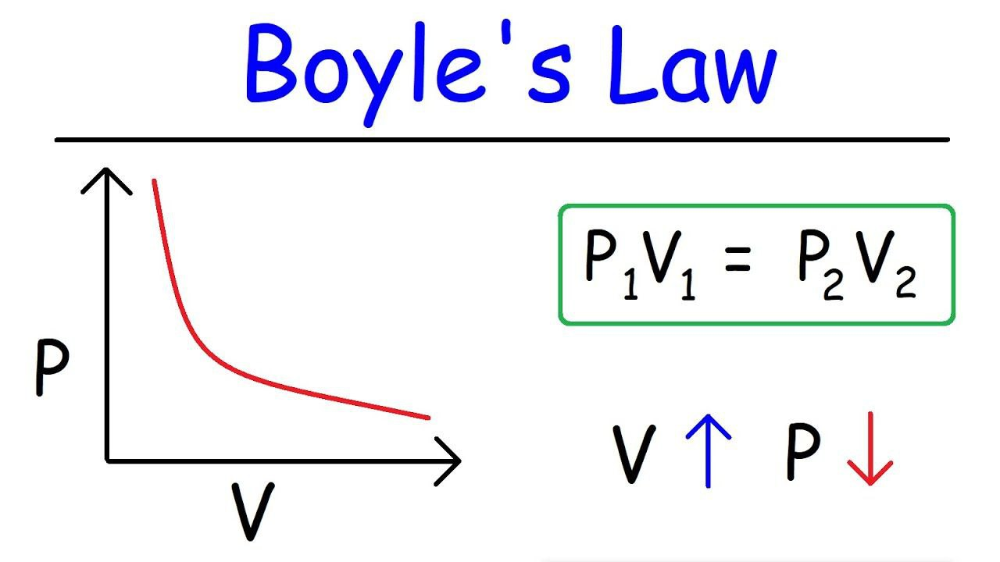 Boyle's Law
P₁V₁ = P₂V₂
P
V ↑ P ↓
V